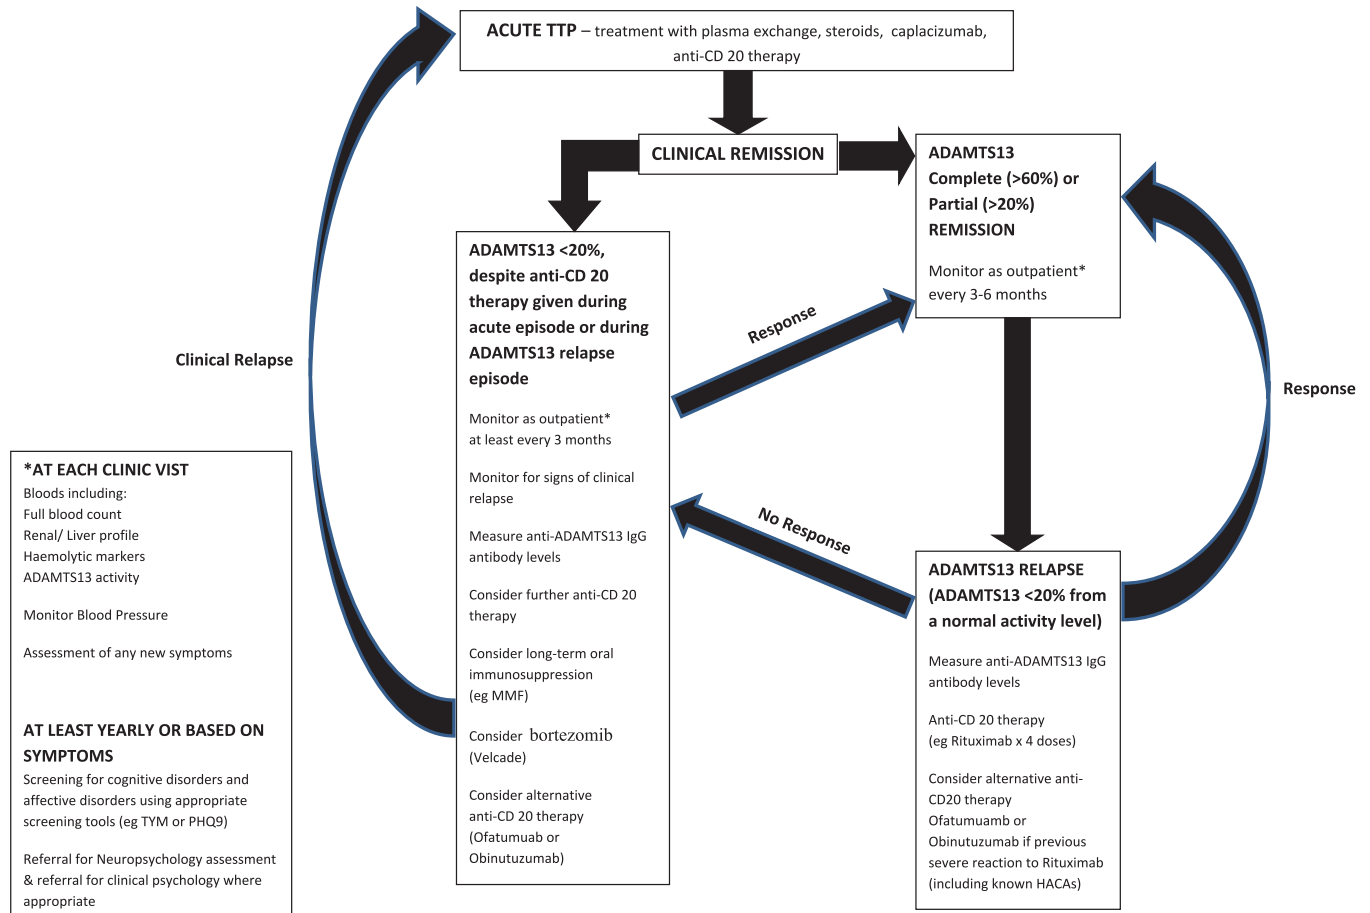 ACUTE TTP – treatment with plasma exchange, steroids, caplacizumab,
anti-CD 20 therapy
CLINICAL REMISSION
ADAMTS13
Complete (>60%) or
Partial (>20%)
REMISSION
Monitor as outpatient*
every 3-6 months
ADAMTS13 <20%,
despite anti-CD 20
therapy given during
acute episode or during
ADAMTS13 relapse
episode
Monitor as outpatient*
at least every 3 months
Monitor for signs of clinical
relapse
Measure anti-ADAMTS13 IgG
antibody levels
Consider further anti-CD 20
therapy
Consider long-term oral
immunosuppression
(eg MMF)
Consider bortezomib
(Velcade)
Consider alternative
anti-CD 20 therapy
(Ofatumuab or
Obinutuzumab)
Response
No Response
Clinical Relapse
Response
ADAMTS13 RELAPSE
(ADAMTS13 <20% from
a normal activity level)
Measure anti-ADAMTS13 IgG
antibody levels
Anti-CD 20 therapy
(eg Rituximab x 4 doses)
Consider alternative anti-
CD20 therapy
Ofatumuamb or
Obinutuzumab if previous
severe reaction to Rituximab
(including known HACAs)
*AT EACH CLINIC VIST
Bloods including:
Full blood count
Renal/ Liver profile
Haemolytic markers
ADAMTS13 activity
Monitor Blood Pressure
Assessment of any new symptoms
AT LEAST YEARLY OR BASED ON
SYMPTOMS
Screening for cognitive disorders and
affective disorders using appropriate
screening tools (eg TYM or PHQ9)
Referral for Neuropsychology assessment
& referral for clinical psychology where
appropriate